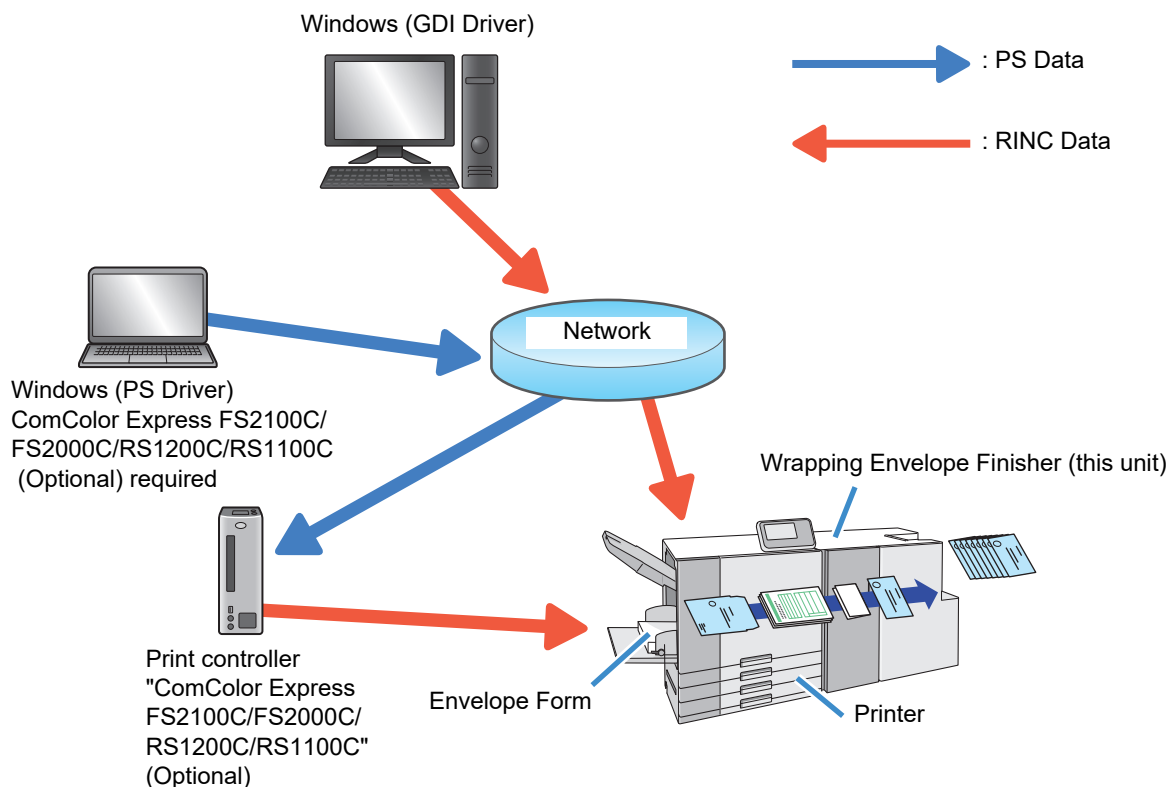 Windows (GDI Driver)
: PS Data
: RINC Data
Network
Windows (PS Driver)
ComColor Express FS2100C/
FS2000C/RS1200C/RS1100C
(Optional) required
Wrapping Envelope Finisher (this unit)
Print controller
"ComColor Express
FS2100C/FS2000C/
RS1200C/RS1100C"
(Optional)
Envelope Form
Printer